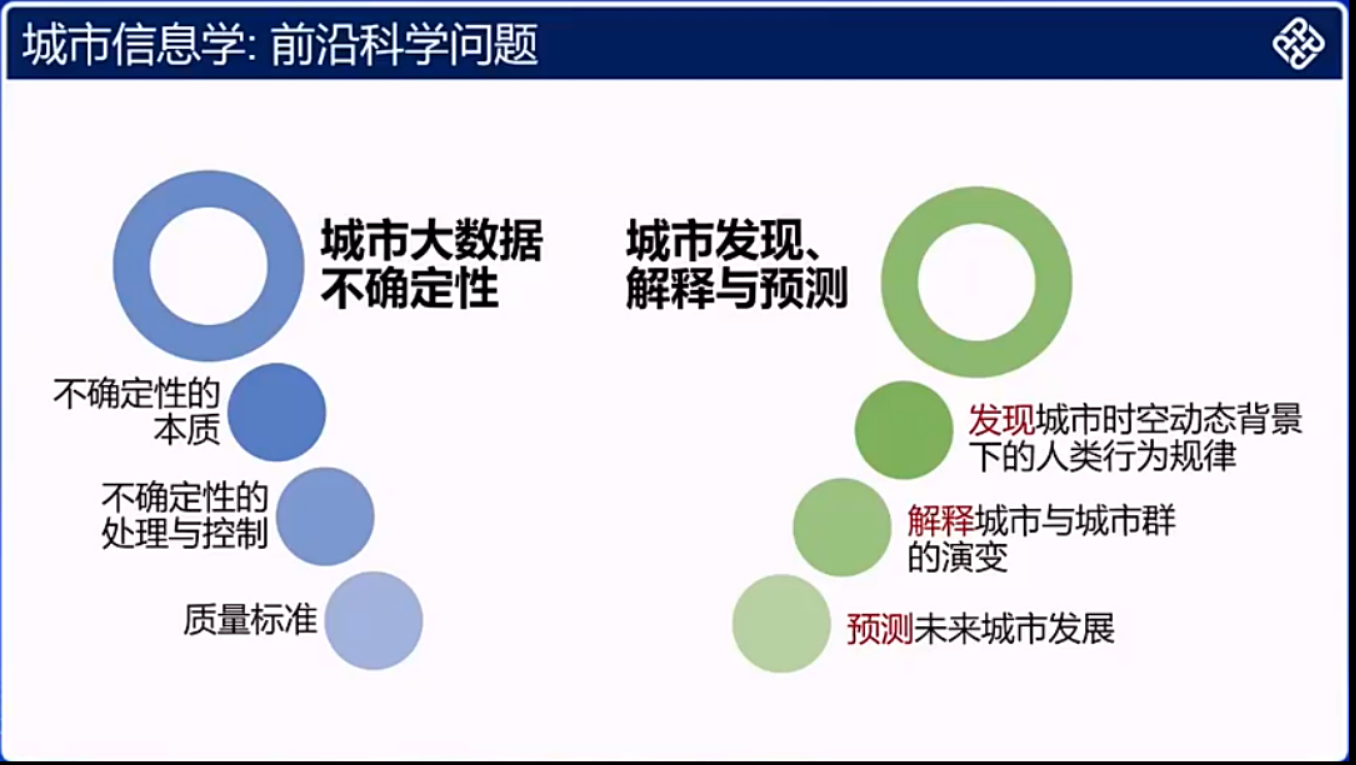 城市信息学: 前沿科学问题
城市大数据
不确定性
不确定性的
本质
不确定性的
处理与控制
质量标准
城市发现、
解释与预测
发现城市时空动态背景
下的人类行为规律
解释城市与城市群
的演变
预测未来城市发展